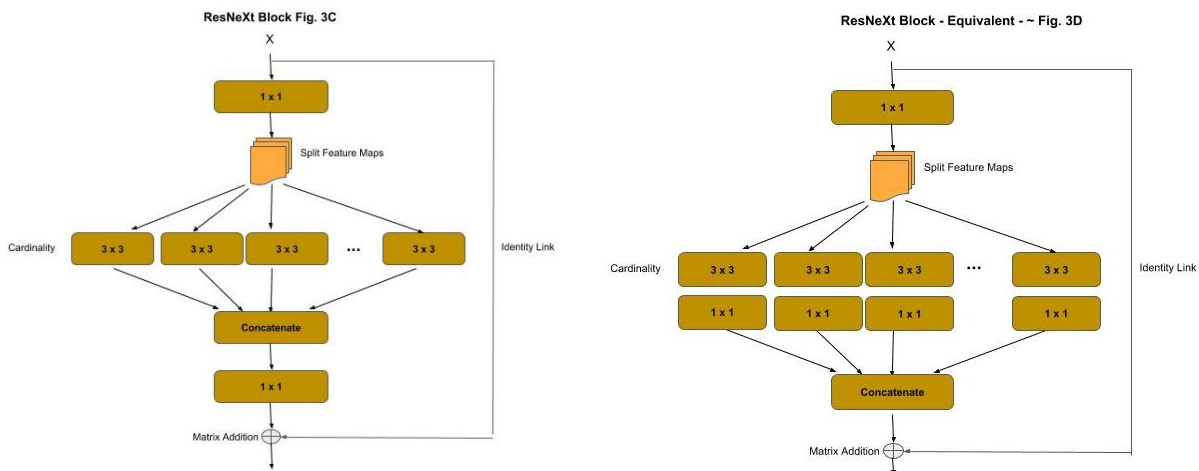 ResNeXt Block Fig. 3C
X
1 x 1
Split Feature Maps
Cardinality
3 x 3
3 x 3
3 x 3
...
3 x 3
Identity Link
Concatenate
1 x 1
Matrix Addition
ResNeXt Block - Equivalent - ~ Fig. 3D
X
1 x 1
Split Feature Maps
Cardinality
3 x 3
3 x 3
3 x 3
...
3 x 3
Identity Link
1 x 1
1 x 1
1 x 1
1 x 1
Concatenate
Matrix Addition